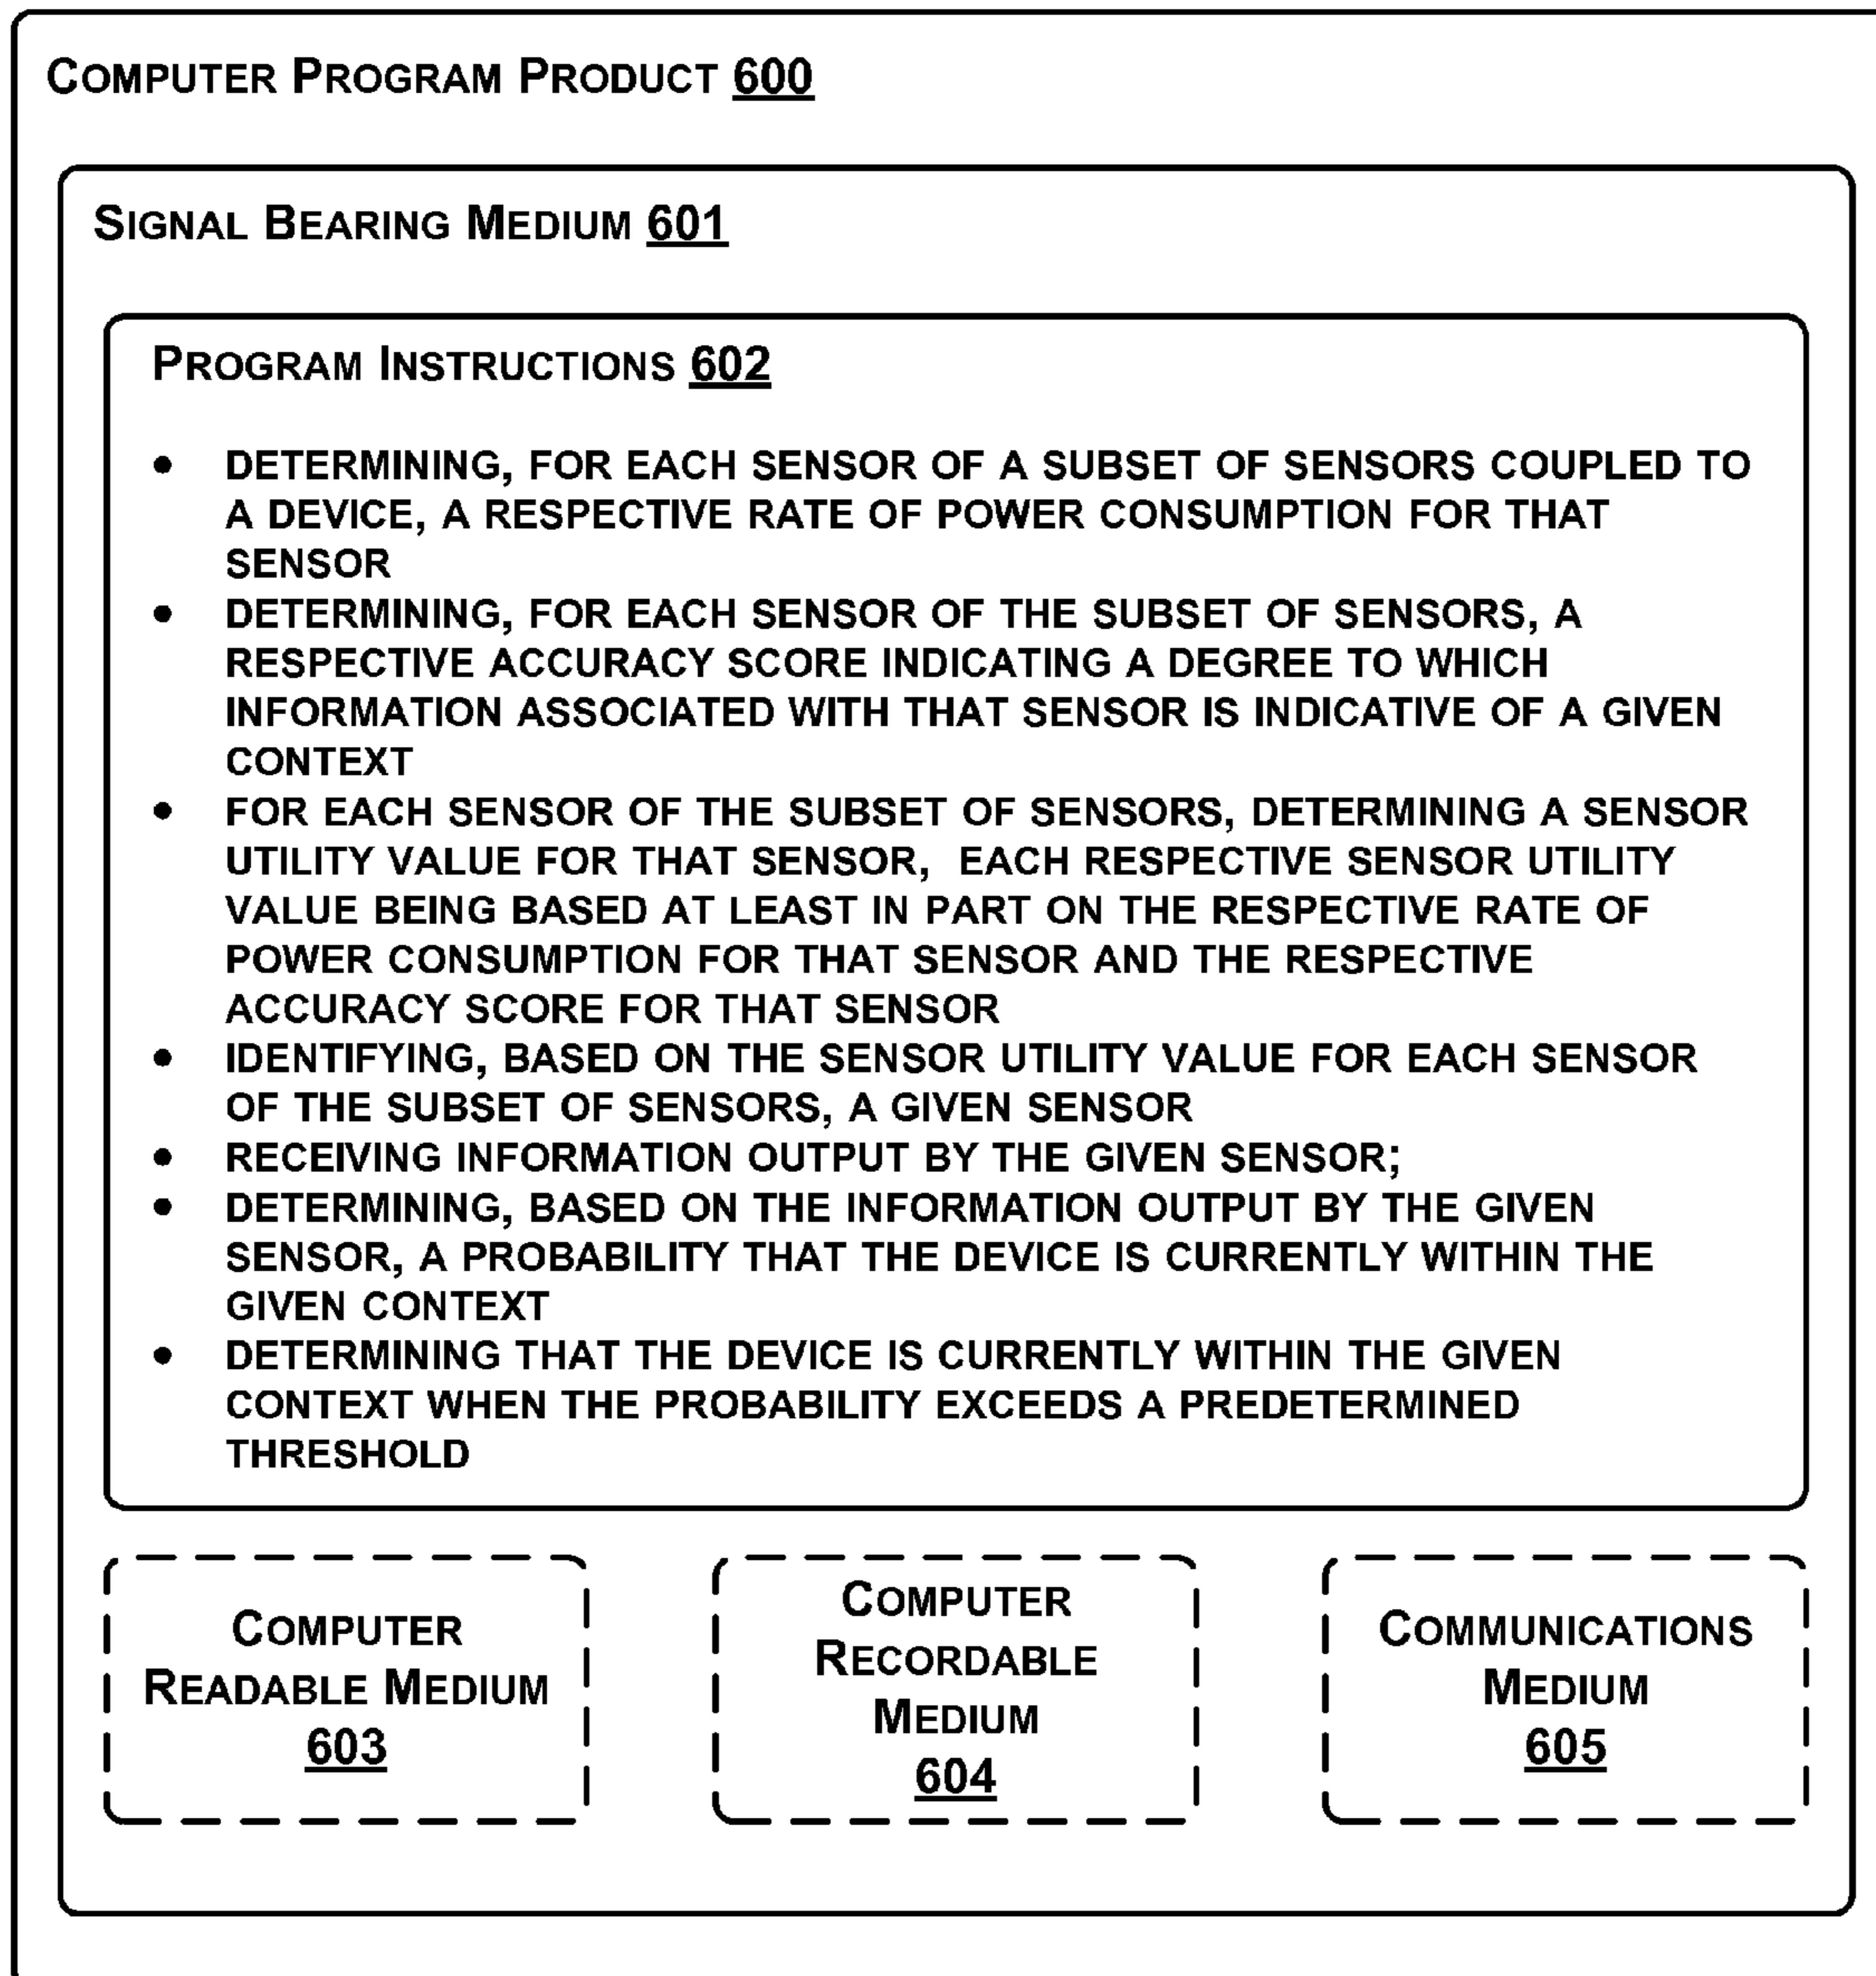 COMPUTER PROGRAM PRODUCT 600
SIGNAL BEARING MEDIUM 601
PROGRAM INSTRUCTIONS 602
• DETERMINING, FOR EACH SENSOR OF A SUBSET OF SENSORS COUPLED TO
A DEVICE, A RESPECTIVE RATE OF POWER CONSUMPTION FOR THAT
SENSOR
• DETERMINING, FOR EACH SENSOR OF THE SUBSET OF SENSORS, A
RESPECTIVE ACCURACY SCORE INDICATING A DEGREE TO WHICH
INFORMATION ASSOCIATED WITH THAT SENSOR IS INDICATIVE OF A GIVEN
CONTEXT
• FOR EACH SENSOR OF THE SUBSET OF SENSORS, DETERMINING A SENSOR
UTILITY VALUE FOR THAT SENSOR, EACH RESPECTIVE SENSOR UTILITY
VALUE BEING BASED AT LEAST IN PART ON THE RESPECTIVE RATE OF
POWER CONSUMPTION FOR THAT SENSOR AND THE RESPECTIVE
ACCURACY SCORE FOR THAT SENSOR
• IDENTIFYING, BASED ON THE SENSOR UTILITY VALUE FOR EACH SENSOR
OF THE SUBSET OF SENSORS, A GIVEN SENSOR
• RECEIVING INFORMATION OUTPUT BY THE GIVEN SENSOR;
• DETERMINING, BASED ON THE INFORMATION OUTPUT BY THE GIVEN
SENSOR, A PROBABILITY THAT THE DEVICE IS CURRENTLY WITHIN THE
GIVEN CONTEXT
• DETERMINING THAT THE DEVICE IS CURRENTLY WITHIN THE GIVEN
CONTEXT WHEN THE PROBABILITY EXCEEDS A PREDETERMINED
THRESHOLD
COMPUTER
READABLE MEDIUM
603
COMPUTER
RECORDABLE
MEDIUM
604
COMMUNICATIONS
MEDIUM
605